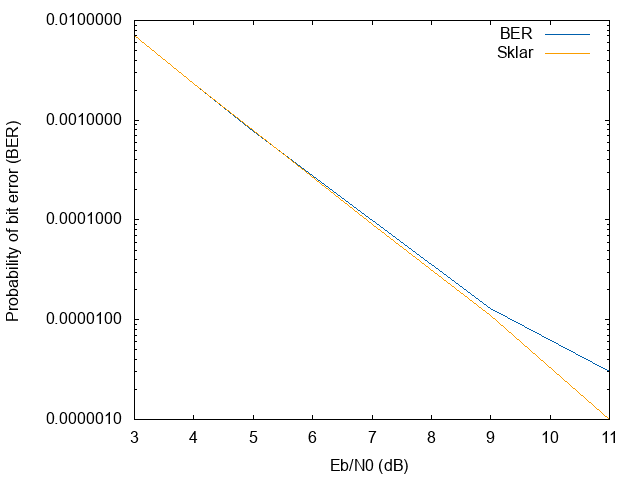 0.0100000
0.0010000
0.0001000
0.0000100
0.0000010
Probability of bit error (BER)
BER
Sklar
3 4 5 6 7 8 9 10 11
Eb/N0 (dB)